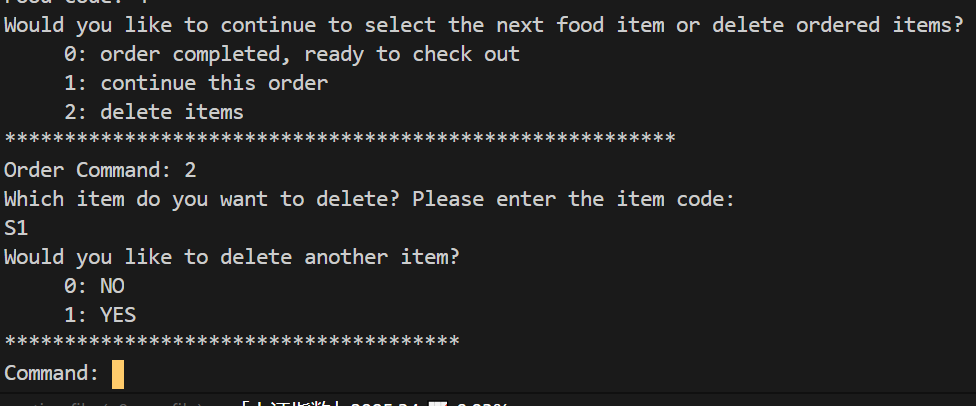 Would you like to continue to select the next food item or delete ordered items?
0: order completed, ready to check out
1: continue this order
2: delete items
********************************************************
Order Command: 2
Which item do you want to delete? Please enter the item code:
S1
Would you like to delete another item?
0: NO
1: YES
**************************************
Command: